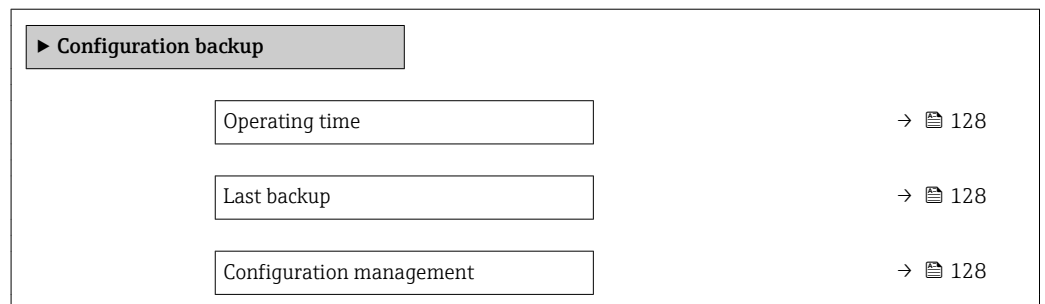 ▶ Configuration backup
Operating time → 128
Last backup → 128
Configuration management → 128